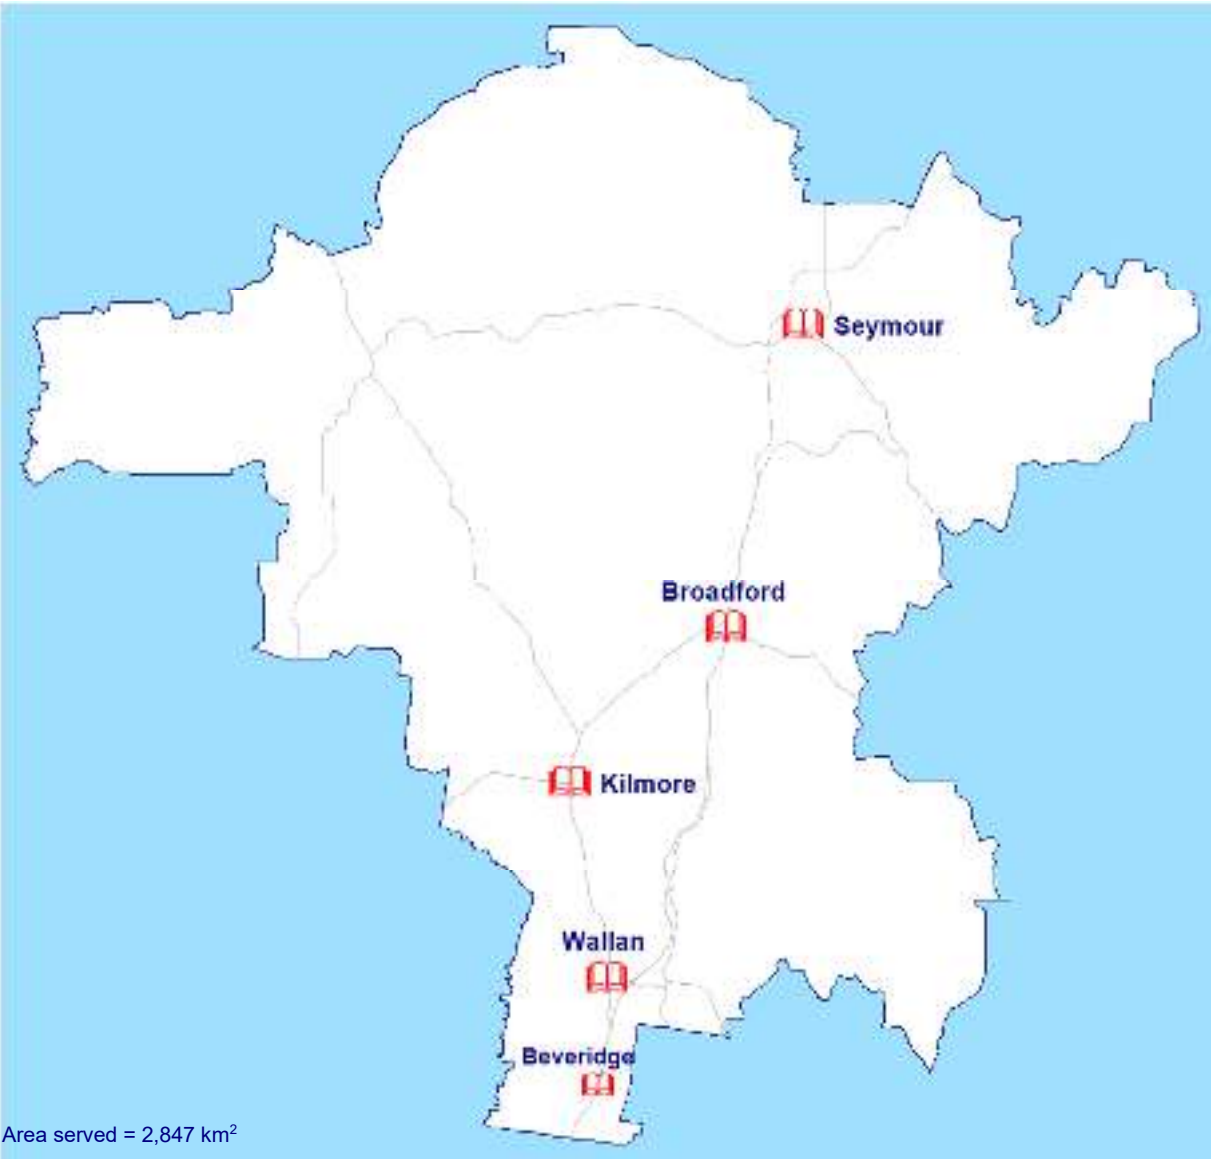 Seymour
Broadford
Kilmore
Wallan
Beveridge
Area served = 2,847 km²